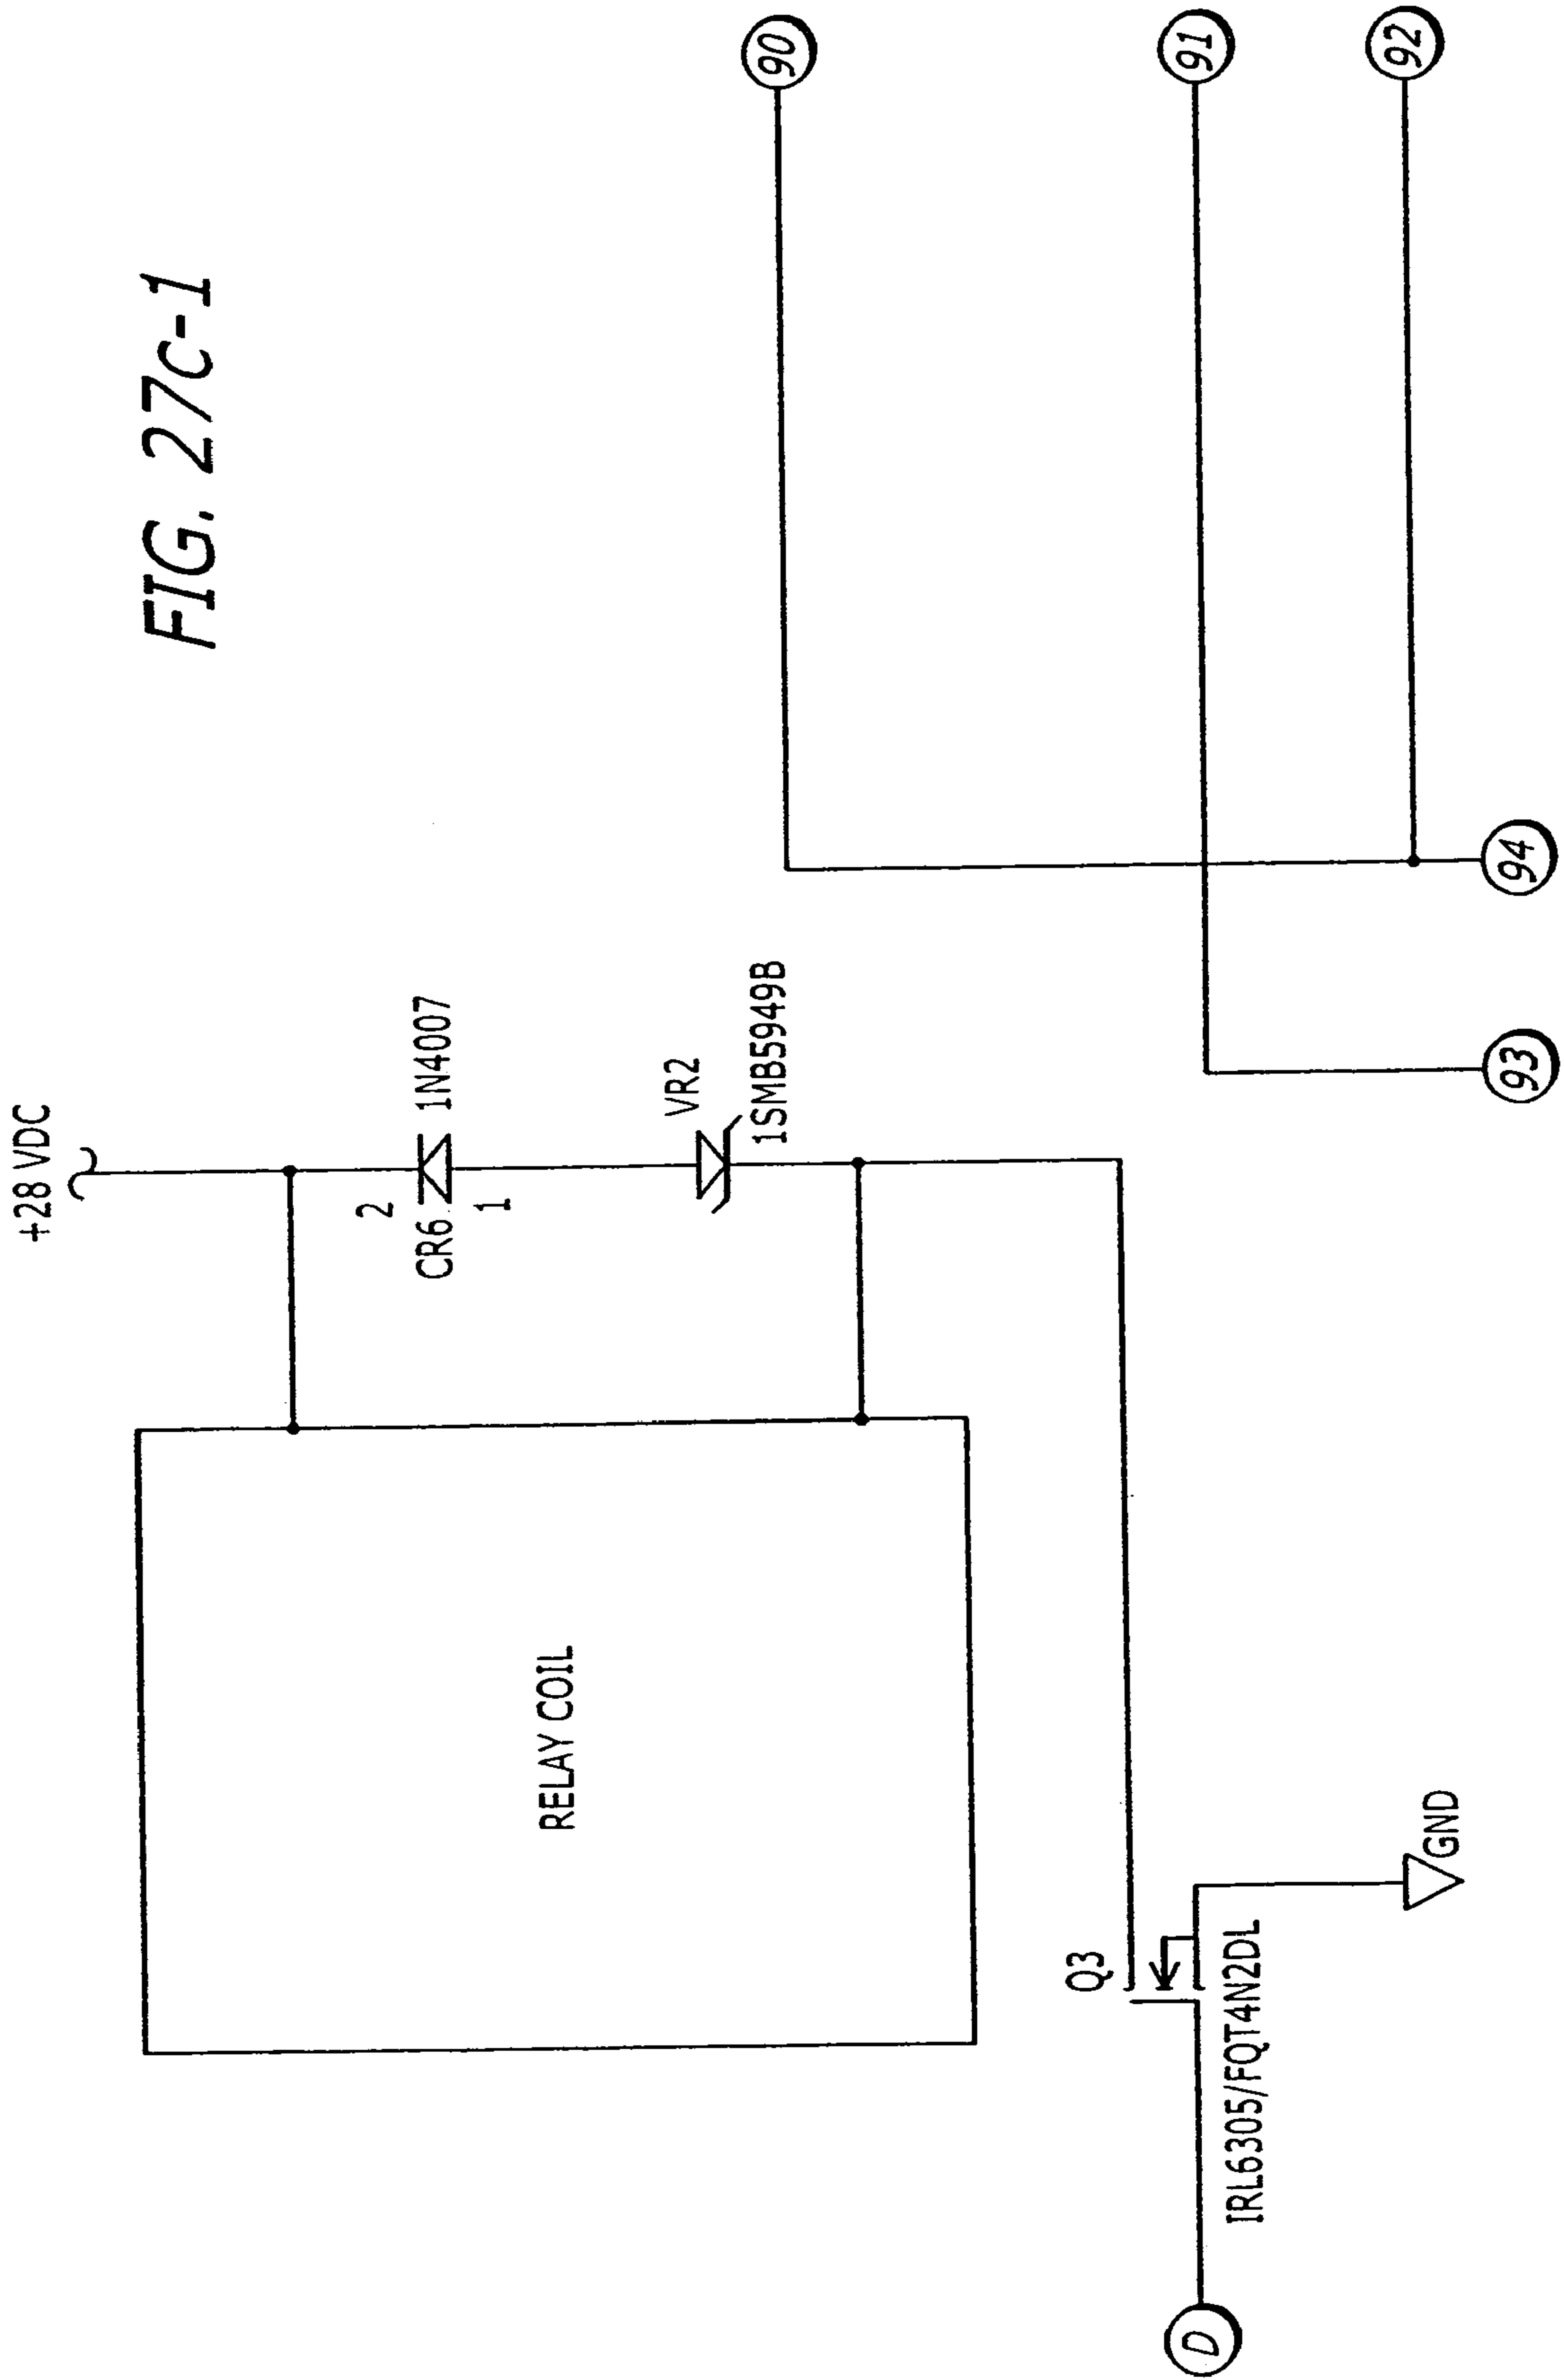 FIG. 27c-1
+28 VDC
2
CR6
1N4007
1
VR2
1SMB5949B
RELAY COIL
Q3
IRL6305/FQT4N2DL
GND
D
90
91
92
93
94